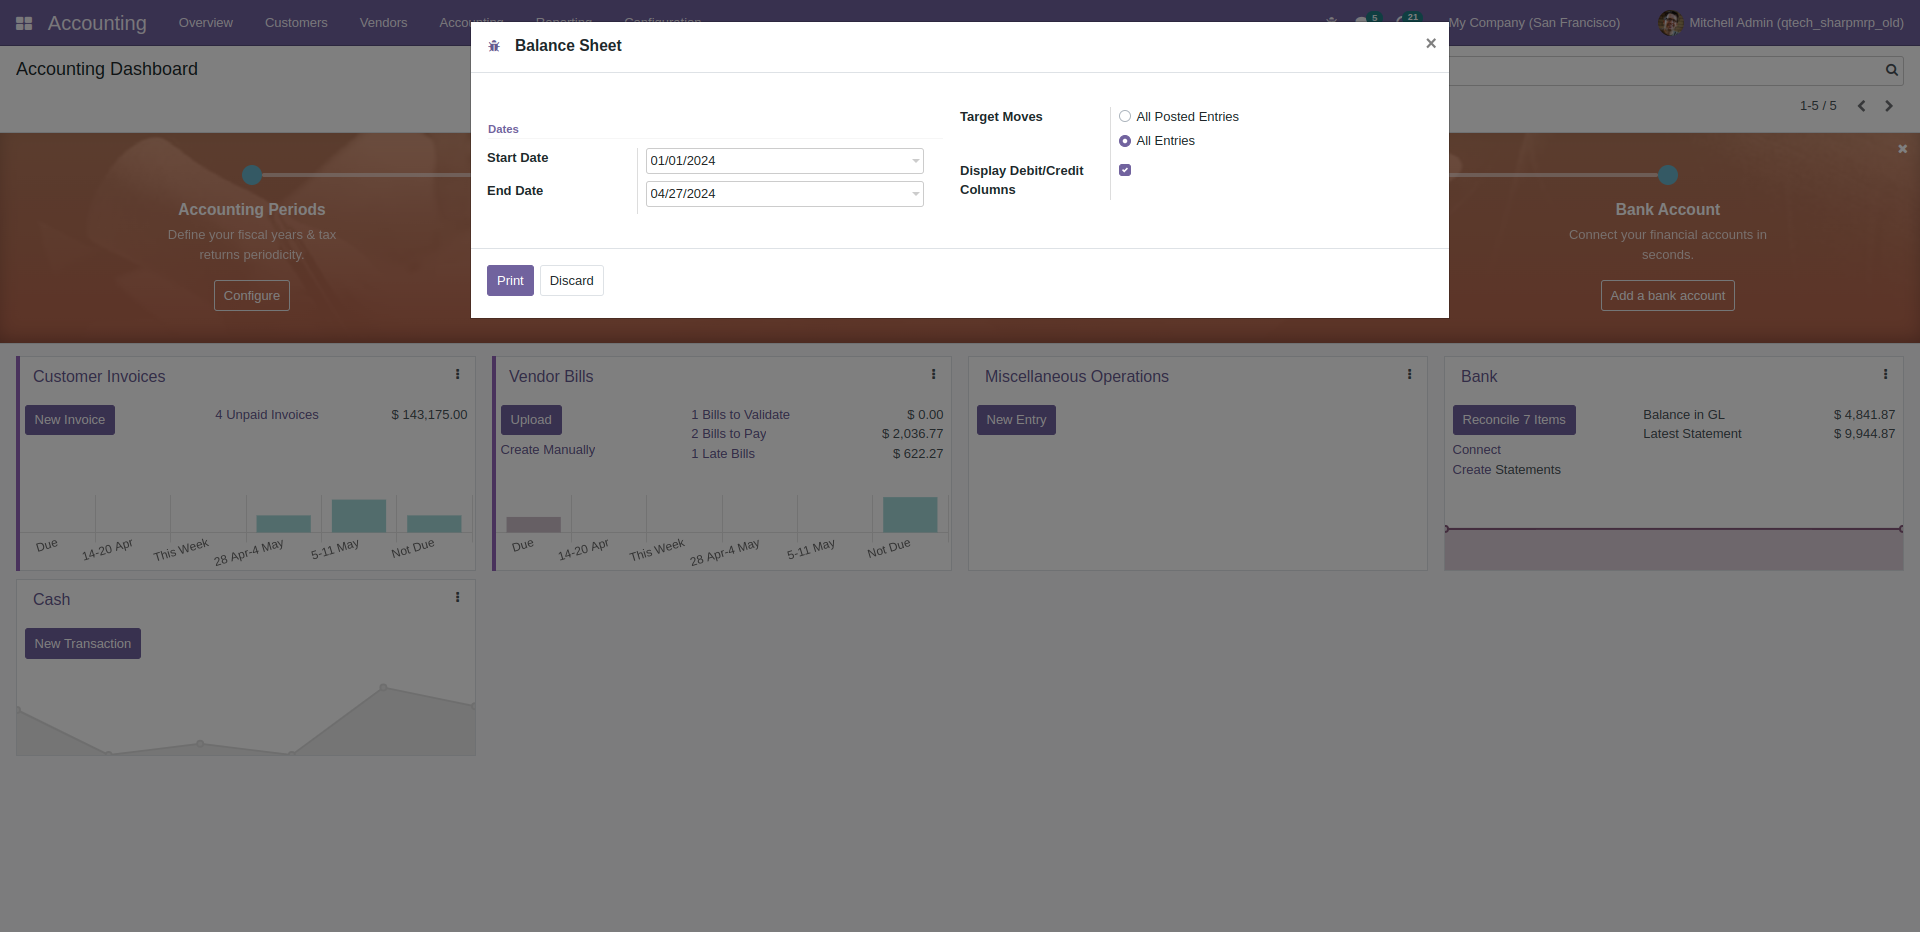 Accounting
Overview
Customers
Vendors
Accounting
Reporting
Configuration
5
21
My Company (San Francisco)
Mitchell Admin (qtech_sharpmrp_old)
Accounting Dashboard
1-5 / 5
Balance Sheet
×
Dates
Start Date
01/01/2024
End Date
04/27/2024
Target Moves
All Posted Entries
All Entries
Display Debit/Credit
Columns
Print
Discard
Accounting Periods
Define your fiscal years & tax
returns periodicity.
Configure
Bank Account
Connect your financial accounts in
seconds.
Add a bank account
Customer Invoices
New Invoice
4 Unpaid Invoices
$ 143,175.00
Due
14-20 Apr
This Week
28 Apr-4 May
5-11 May
Not Due
Vendor Bills
Upload
Create Manually
1 Bills to Validate
$ 0.00
2 Bills to Pay
$ 2,036.77
1 Late Bills
$ 622.27
Due
14-20 Apr
This Week
28 Apr-4 May
5-11 May
Not Due
Miscellaneous Operations
New Entry
Bank
Reconcile 7 Items
Connect
Create Statements
Balance in GL
$ 4,841.87
Latest Statement
$ 9,944.87
Cash
New Transaction